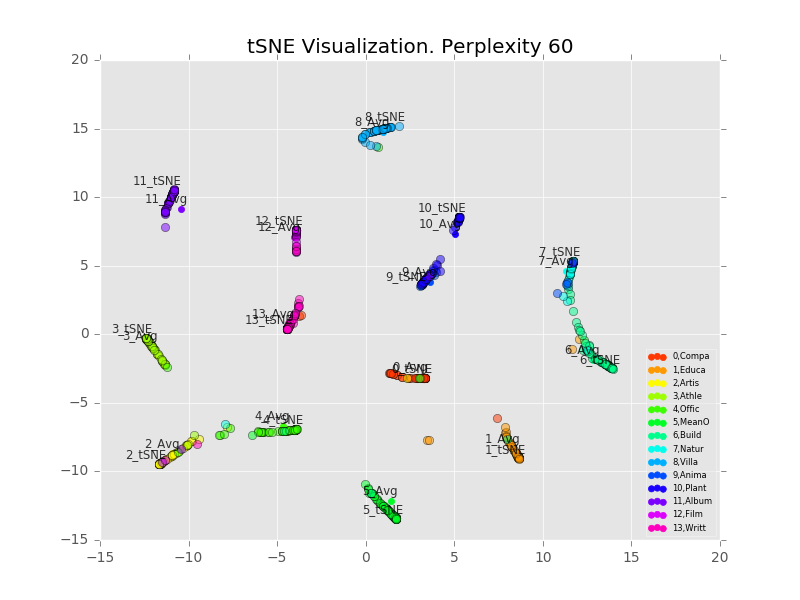 tSNE Visualization. Perplexity 60
20
15
10
5
0
−5
−10
−15
−15
−10
−5
0
5
10
15
20
8_tSNE
8_Avg
11_tSNE
11_Avg
12_tSNE
12_Avg
10_tSNE
10_Avg
9_Avg
9_tSNE
7_tSNE
7_Avg
13_Avg
13_tSNE
3_tSNE
3_Avg
6_Avg
6_tSNE
0_Avg
0_tSNE
4_Avg
4_tSNE
2_Avg
2_tSNE
1_Avg
1_tSNE
5_Avg
5_tSNE
0,Compa
1,Educa
2,Artis
3,Athle
4,Offic
5,MeanO
6,Build
7,Natur
8,Villa
9,Anima
10,Plant
11,Album
12,Film
13,Writt